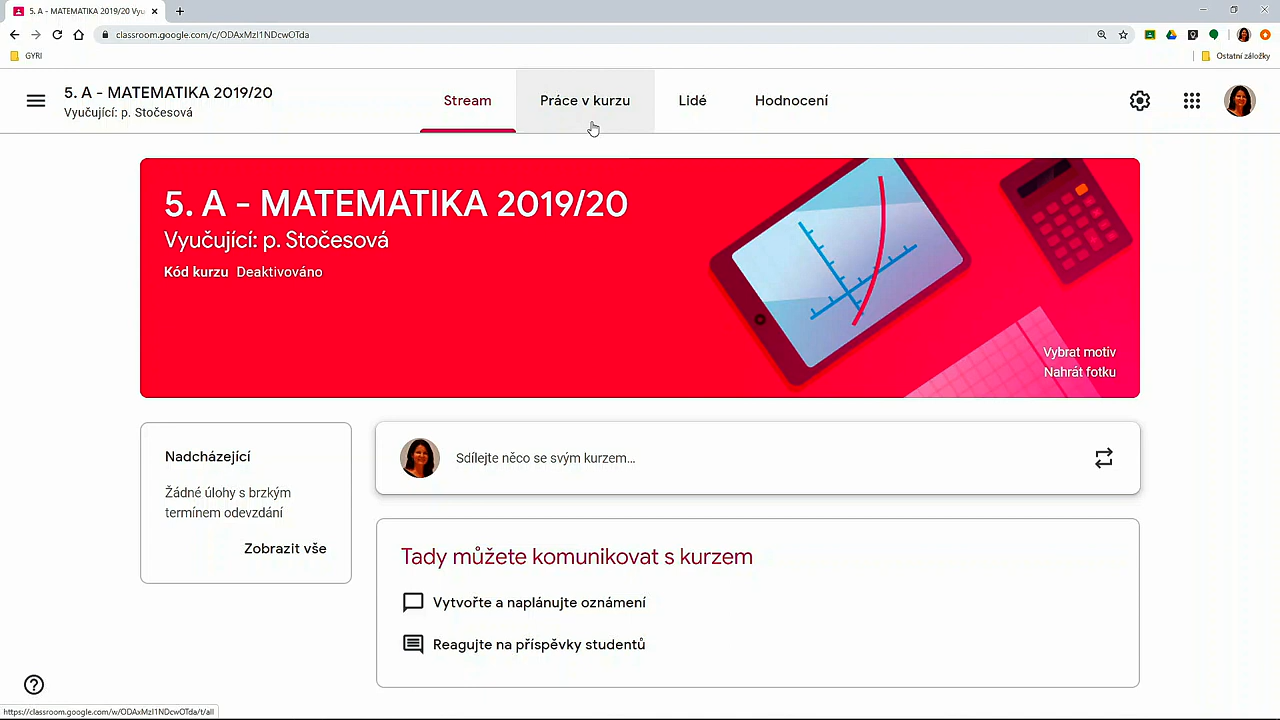 5. A - MATEMATIKA 2019/20 Vyu
classroom.google.com/c/ODAxMzI1NDcwOTda
GYRI
Ostatní záložky
5. A - MATEMATIKA 2019/20
Vyučující: p. Stočesová
Stream
Práce v kurzu
Lidé
Hodnocení
5. A - MATEMATIKA 2019/20
Vyučující: p. Stočesová
Kód kurzu Deaktivováno
Vybrat motiv
Nahrát fotku
Nadcházející
Žádné úlohy s brzkým
termínem odevzdání
Zobrazit vše
Sdílejte něco se svým kurzem...
Tady můžete komunikovat s kurzem
Vytvořte a naplánujte oznámení
Reagujte na příspěvky studentů
https://classroom.google.com/w/ODAxMzI1NDcwOTda/t/all